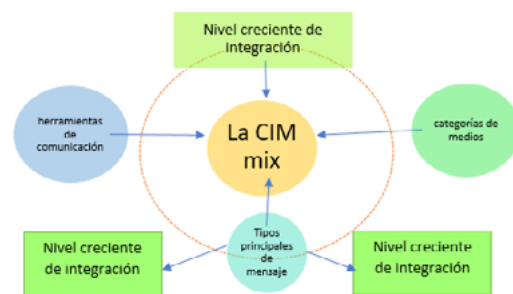 Nivel creciente de
Integración
herramientas
de
comunicación
La CIM
mix
categorías de
medios
Tipos
principales
de
mensaje
Nivel creciente
de integración
Nivel creciente
de Integración